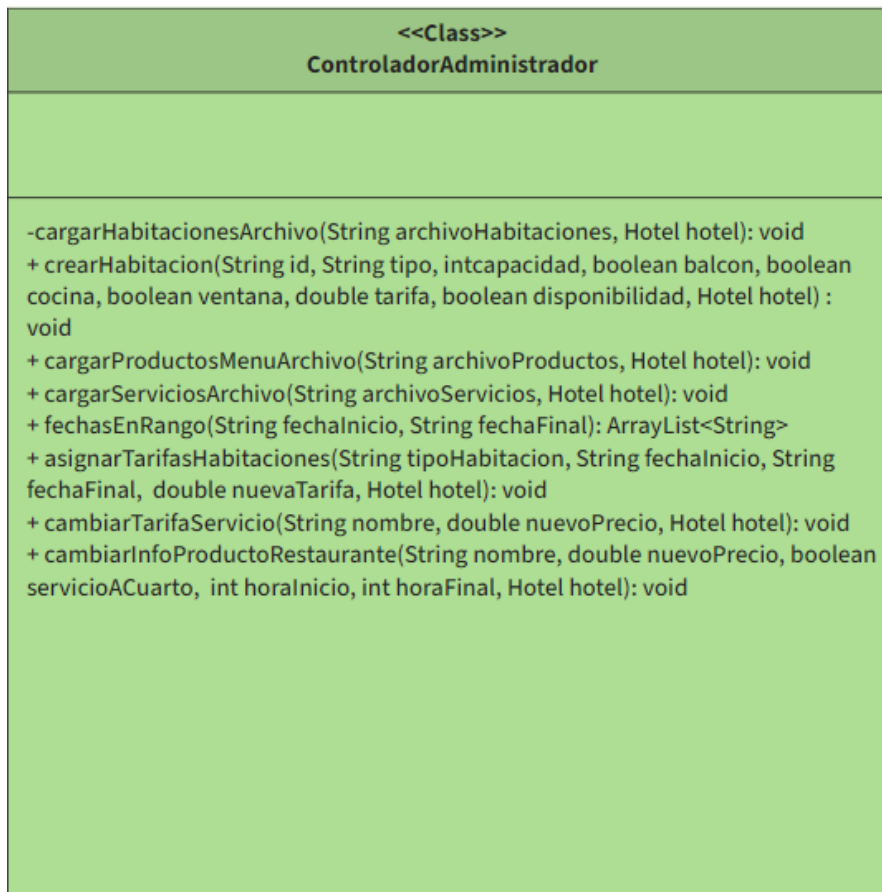 <<Class>>
ControladorAdministrador
-cargarHabitacionesArchivo(String archivoHabitaciones, Hotel hotel): void
+ crearHabitacion(String id, String tipo, intcapacidad, boolean balcon, boolean
cocina, boolean ventana, double tarifa, boolean disponibilidad, Hotel hotel) :
void
+ cargarProductosMenuArchivo(String archivoProductos, Hotel hotel): void
+ cargarServiciosArchivo(String archivoServicios, Hotel hotel): void
+ fechasEnRango(String fechaInicio, String fechaFinal): ArrayList<String>
+ asignarTarifasHabitaciones(String tipoHabitacion, String fechaInicio, String
fechaFinal,  double nuevaTarifa, Hotel hotel): void
+ cambiarTarifaServicio(String nombre, double nuevoPrecio, Hotel hotel): void
+ cambiarInfoProductoRestaurante(String nombre, double nuevoPrecio, boolean
servicioACuarto,  int horaInicio, int horaFinal, Hotel hotel): void